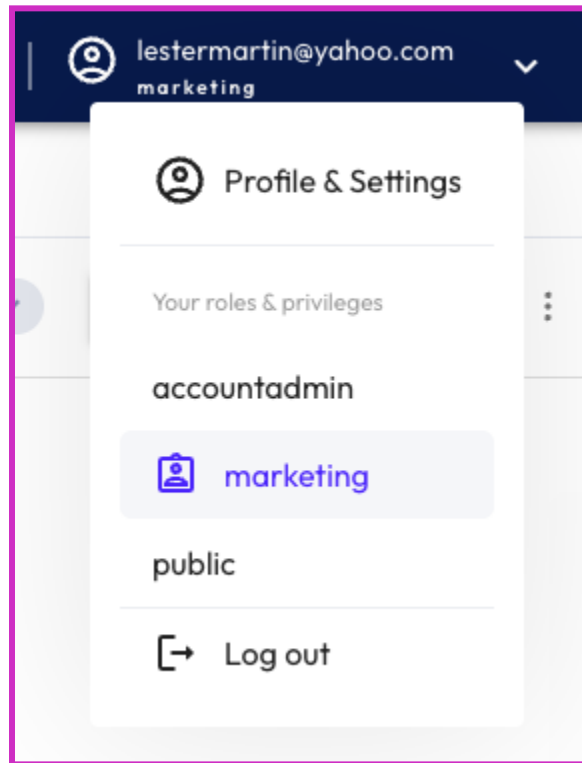 lestermartin@yahoo.com
marketing
Profile & Settings
Your roles & privileges
accountadmin
marketing
public
Log out